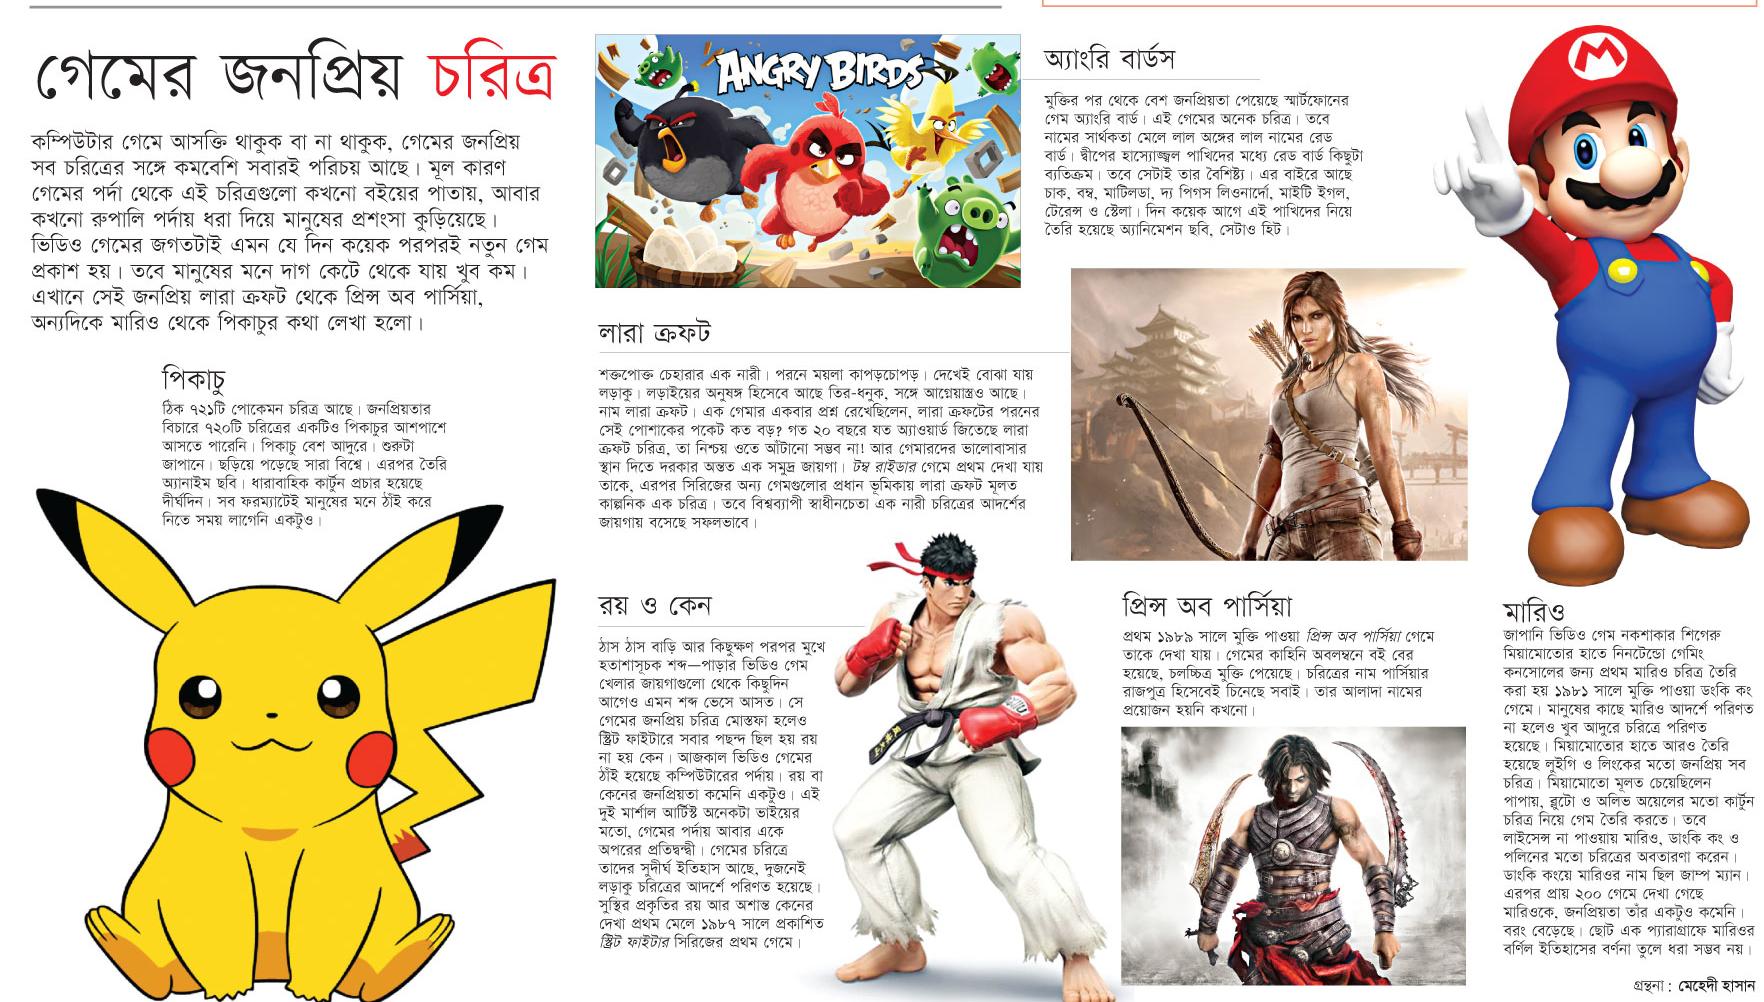 গেমের জনপ্রিয় চরিত্র
কম্পিউটার গেমে আসক্তি থাকুক বা না থাকুক, গেমের জনপ্রিয়
সব চরিত্রের সঙ্গে কমবেশি সবারই পরিচয় আছে। মূল কারণ
গেমের পর্দা থেকে এই চরিত্রগুলো কখনো বইয়ের পাতায়, আবার
কখনো রুপালি পর্দায় ধরা দিয়ে মানুষের প্রশংসা কুড়িয়েছে।
ভিডিও গেমের জগতটাই এমন যে দিন কয়েক পরপরই নতুন গেম
প্রকাশ হয়। তবে মানুষের মনে দাগ কেটে থেকে যায় খুব কম।
এখানে সেই জনপ্রিয় লারা ক্রফট থেকে প্রিন্স অব পার্সিয়া,
অন্যদিকে মারিও থেকে পিকাচুর কথা লেখা হলো।
পিকাচু
ঠিক ৭২১টি পোকেমন চরিত্র আছে। জনপ্রিয়তার
বিচারে ৭২০টি চরিত্রের একটিও পিকাচুর আশপাশে
আসতে পারেনি। পিকাচু বেশ আদুরে। শুরুটা
জাপানে। ছড়িয়ে পড়েছে সারা বিশ্বে। এরপর তৈরি
অ্যানাইম ছবি। ধারাবাহিক কার্টুন প্রচার হয়েছে
দীর্ঘদিন। সব ফরম্যাটেই মানুষের মনে ঠাঁই করে
নিতে সময় লাগেনি একটুও।
ANGRY BIRDS
অ্যাংরি বার্ডস
মুক্তির পর থেকে বেশ জনপ্রিয়তা পেয়েছে স্মার্টফোনের
গেম অ্যাংরি বার্ড। এই গেমের অনেক চরিত্র। তবে
নামের সার্থকতা মেলে লাল অঙ্গের লাল নামের রেড
বার্ড। দ্বীপের হাস্যোজ্জ্বল পাখিদের মধ্যে রেড বার্ড কিছুটা
ব্যতিক্রম। তবে সেটাই তার বৈশিষ্ট্য। এর বাইরে আছে
চাক, বম্ব, মাটিলডা, দ্য পিগস লিওনার্দো, মাইটি ইগল,
টেরেন্স ও স্টেলা। দিন কয়েক আগে এই পাখিদের নিয়ে
তৈরি হয়েছে অ্যানিমেশন ছবি, সেটাও হিট।
লারা ক্রফট
শক্তপোক্ত চেহারার এক নারী। পরনে ময়লা কাপড়চোপড়। দেখেই বোঝা যায়
লড়াকু। লড়াইয়ের অনুষঙ্গ হিসেবে আছে তির-ধনুক, সঙ্গে আগ্নেয়াস্ত্রও আছে।
নাম লারা ক্রফট। এক গেমার একবার প্রশ্ন রেখেছিলেন, লারা ক্রফটের পরনের
সেই পোশাকের পকেট কত বড়? গত ২০ বছরে যত অ্যাওয়ার্ড জিতেছে লারা
ক্রফট চরিত্র, তা নিশ্চয় ওতে আঁটানো সম্ভব না! আর গেমারদের ভালোবাসার
স্থান দিতে দরকার অন্তত এক সমুদ্র জায়গা। টম্ব রাইডার গেমে প্রথম দেখা যায়
তাকে, এরপর সিরিজের অন্য গেমগুলোর প্রধান ভূমিকায় লারা ক্রফট মূলত
কাল্পনিক এক চরিত্র। তবে বিশ্বব্যাপী স্বাধীনচেতা এক নারী চরিত্রের আদর্শের
জায়গায় বসেছে সফলভাবে।
রয় ও কেন
ঠাস ঠাস বাড়ি আর কিছুক্ষণ পরপর মুখে
হতাশাসূচক শব্দ—পাড়ার ভিডিও গেম
খেলার জায়গাগুলো থেকে কিছুদিন
আগেও এমন শব্দ ভেসে আসত। সে
গেমের জনপ্রিয় চরিত্র মোস্তফা হলেও
স্ট্রিট ফাইটারে সবার পছন্দ ছিল হয় রয়
না হয় কেন। আজকাল ভিডিও গেমের
ঠাঁই হয়েছে কম্পিউটারের পর্দায়। রয় বা
কেনের জনপ্রিয়তা কমেনি একটুও। এই
দুই মার্শাল আর্টিস্ট অনেকটা ভাইয়ের
মতো, গেমের পর্দায় আবার একে
অপরের প্রতিদ্বন্দ্বী। গেমের চরিত্রে
তাদের সুদীর্ঘ ইতিহাস আছে, দুজনেই
লড়াকু চরিত্রের আদর্শে পরিণত হয়েছে।
সুস্থির প্রকৃতির রয় আর অশান্ত কেনের
দেখা প্রথম মেলে ১৯৮৭ সালে প্রকাশিত
স্ট্রিট ফাইটার সিরিজের প্রথম গেমে।
প্রিন্স অব পার্সিয়া
প্রথম ১৯৮৯ সালে মুক্তি পাওয়া প্রিন্স অব পার্সিয়া গেমে
তাকে দেখা যায়। গেমের কাহিনি অবলম্বনে বই বের
হয়েছে, চলচ্চিত্র মুক্তি পেয়েছে। চরিত্রের নাম পার্সিয়ার
রাজপুত্র হিসেবেই চিনেছে সবাই। তার আলাদা নামের
প্রয়োজন হয়নি কখনো।
মারিও
জাপানি ভিডিও গেম নকশাকার শিগেরু
মিয়ামোতোর হাতে নিনটেন্ডো গেমিং
কনসোলের জন্য প্রথম মারিও চরিত্র তৈরি
করা হয় ১৯৮১ সালে মুক্তি পাওয়া ডংকি কং
গেমে। মানুষের কাছে মারিও আদর্শে পরিণত
না হলেও খুব আদুরে চরিত্রে পরিণত
হয়েছে। মিয়ামোতোর হাতে আরও তৈরি
হয়েছে লুইগি ও লিংকের মতো জনপ্রিয় সব
চরিত্র। মিয়ামোতো মূলত চেয়েছিলেন
পাপায়, ব্লুটো ও অলিভ অয়েলের মতো কার্টুন
চরিত্র নিয়ে গেম তৈরি করতে। তবে
লাইসেন্স না পাওয়ায় মারিও, ডাংকি কং ও
পলিনের মতো চরিত্রের অবতারণা করেন।
ডাংকি কংয়ে মারিওর নাম ছিল জাম্প ম্যান।
এরপর প্রায় ২০০ গেমে দেখা গেছে
মারিওকে, জনপ্রিয়তা তাঁর একটুও কমেনি।
বরং বেড়েছে। ছোট এক প্যারাগ্রাফে মারিওর
বর্ণিল ইতিহাসের বর্ণনা তুলে ধরা সম্ভব নয়।
গ্রন্থনা: মেহেদী হাসান